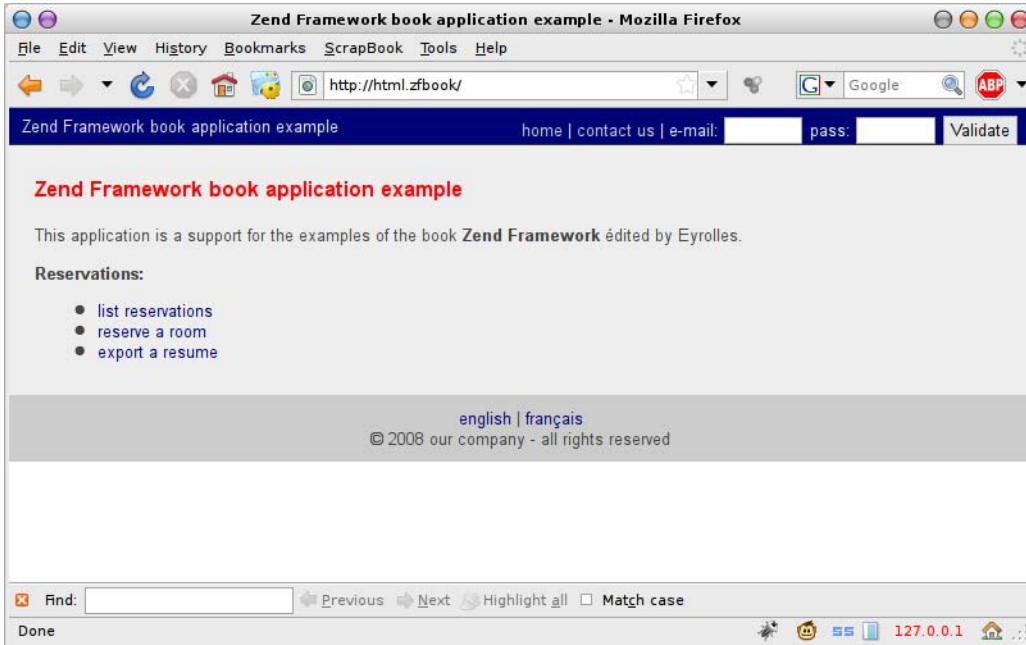 Zend Framework book application example - Mozilla Firefox
File Edit View History Bookmarks ScrapBook Tools Help
http://html.zfbook/ G Google ABP
Zend Framework book application example home | contact us | e-mail: pass: Validate
Zend Framework book application example
This application is a support for the examples of the book Zend Framework édited by Eyrolles.
Reservations:
list reservations
reserve a room
export a resume
english | français
© 2008 our company - all rights reserved
Find: Previous Next Highlight all Match case
Done 127.0.0.1